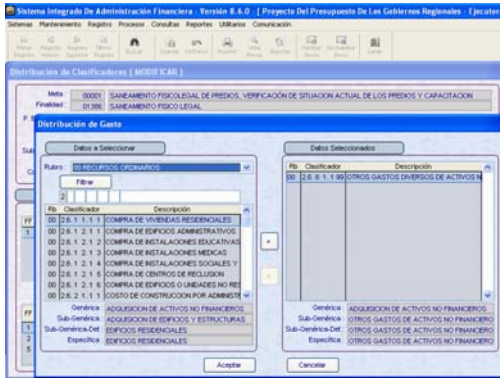 Sistema Integrado De Administración Financiera - Versión 8.6.0 - [ Proyecto Del Presupuesto De Los Gobiernos Regionales - Ejecutor
Sistemas Mantenimiento Registro Procesos Consultas Reportes Utilitarios Comunicación
Distribución de Clasificadores [ MODIFICAR ]
Meta : 00001 SANEAMIENTO FISICOLEGAL DE PREDIOS, VERIFICACIÓN DE SITUACION ACTUAL DE LOS PREDIOS Y CAPACITACION
Finalidad : 01386 SANEAMIENTO FISICO LEGAL
Distribución de Gasto
Datos a Seleccionar Datos Seleccionados
Rubro : 00 RECURSOS ORDINARIOS
Filtrar
2
Rb Clasificador Descripción
00 2.6. 1 1. 1 1 COMPRA DE VIVIENDAS RESIDENCIALES
00 2.6. 1 2. 1 1 COMPRA DE EDIFICIOS ADMINISTRATIVOS
00 2.6. 1 2. 1 2 COMPRA DE INSTALACIONES EDUCATIVAS
00 2.6. 1 2. 1 3 COMPRA DE INSTALACIONES MEDICAS
00 2.6. 1 2. 1 4 COMPRA DE INSTALACIONES SOCIALES Y
00 2.6. 1 2. 1 5 COMPRA DE CENTROS DE RECLUSION
00 2.6. 1 2. 1 6 COMPRA DE EDIFICIOS O UNIDADES NO RES
00 2.6. 2 1. 1 1 COSTO DE CONSTRUCCION POR ADMINISTR
Genérica : ADQUISICION DE ACTIVOS NO FINANCIEROS
Sub-Genérica : ADQUISICION DE EDIFICIOS Y ESTRUCTURAS
Sub-Genérica-Det : EDIFICIOS RESIDENCIALES
Específica : EDIFICIOS RESIDENCIALES
Rb Clasificador Descripción
00 2.6. 8 1. 1 99 OTROS GASTOS DIVERSOS DE ACTIVOS N
Genérica : ADQUISICION DE ACTIVOS NO FINANCIERO
Sub-Genérica : OTROS GASTOS DE ACTIVOS NO FINANCIERO
Sub-Genérica-Det : OTROS GASTOS DE ACTIVOS NO FINANCIERO
Específica : OTROS GASTOS DE ACTIVOS NO FINANCIERO
Aceptar Cancelar